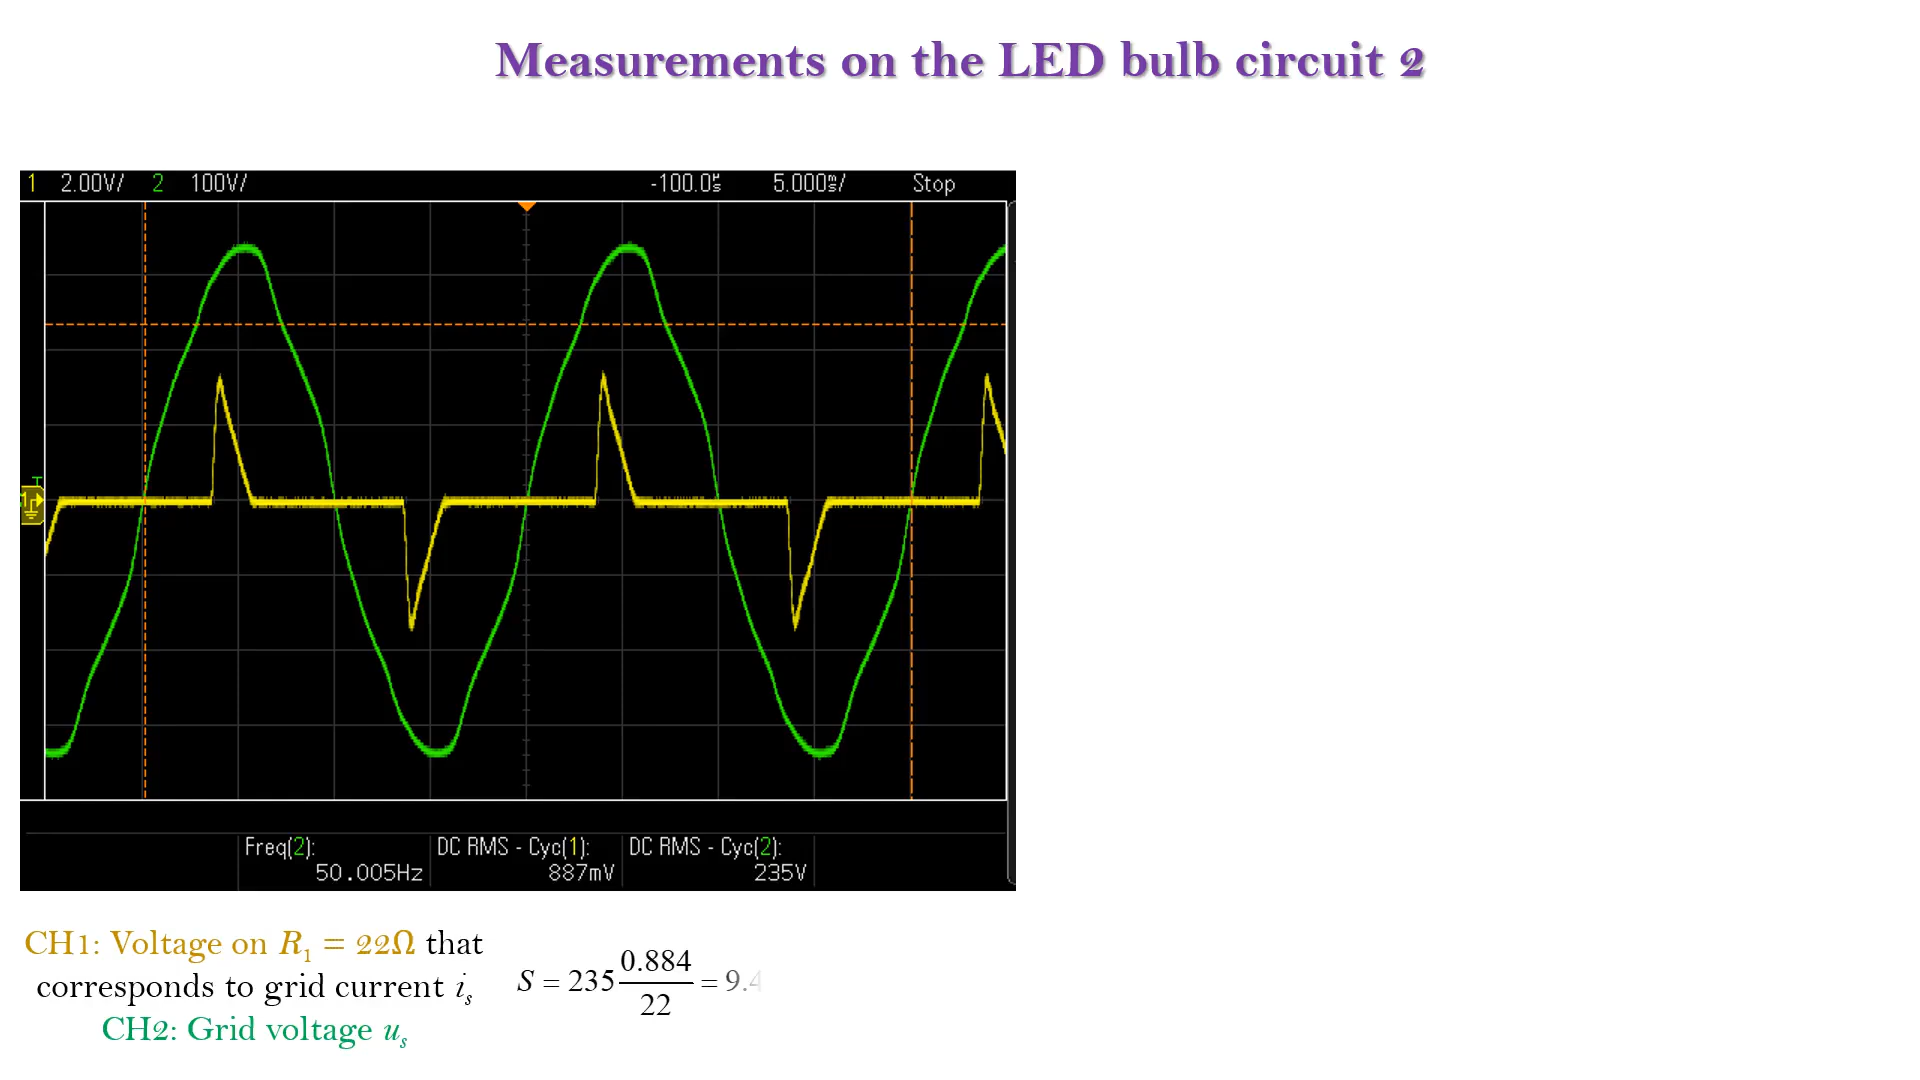 Measurements on the LED bulb circuit 2
1 2.00V/ 2 100V/ -100.0µs 5.000ms/ Stop
T
1
Freq(2): DC RMS - Cyc(1): DC RMS - Cyc(2):
50.005Hz 887mV 235V
CH1: Voltage on R₁ = 22Ω that
corresponds to grid current iₛ
CH2: Grid voltage uₛ
S = 235 0.884/22 = 9.4